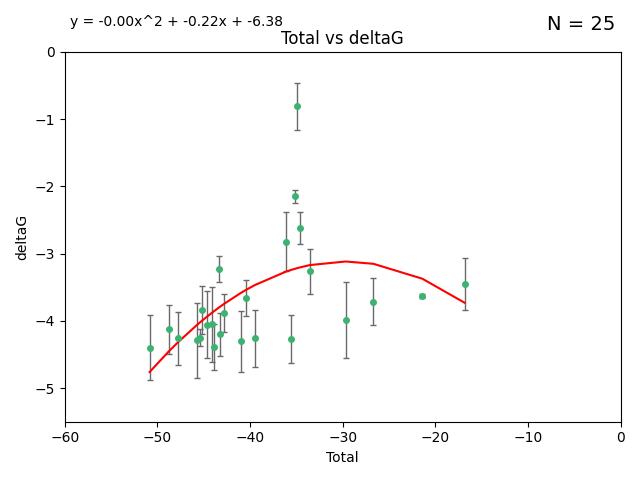 y = -0.00x^2 + -0.22x + -6.38
N = 25
Total vs deltaG
0
−1
−2
−3
−4
−5
deltaG
−60 −50 −40 −30 −20 −10 0
Total